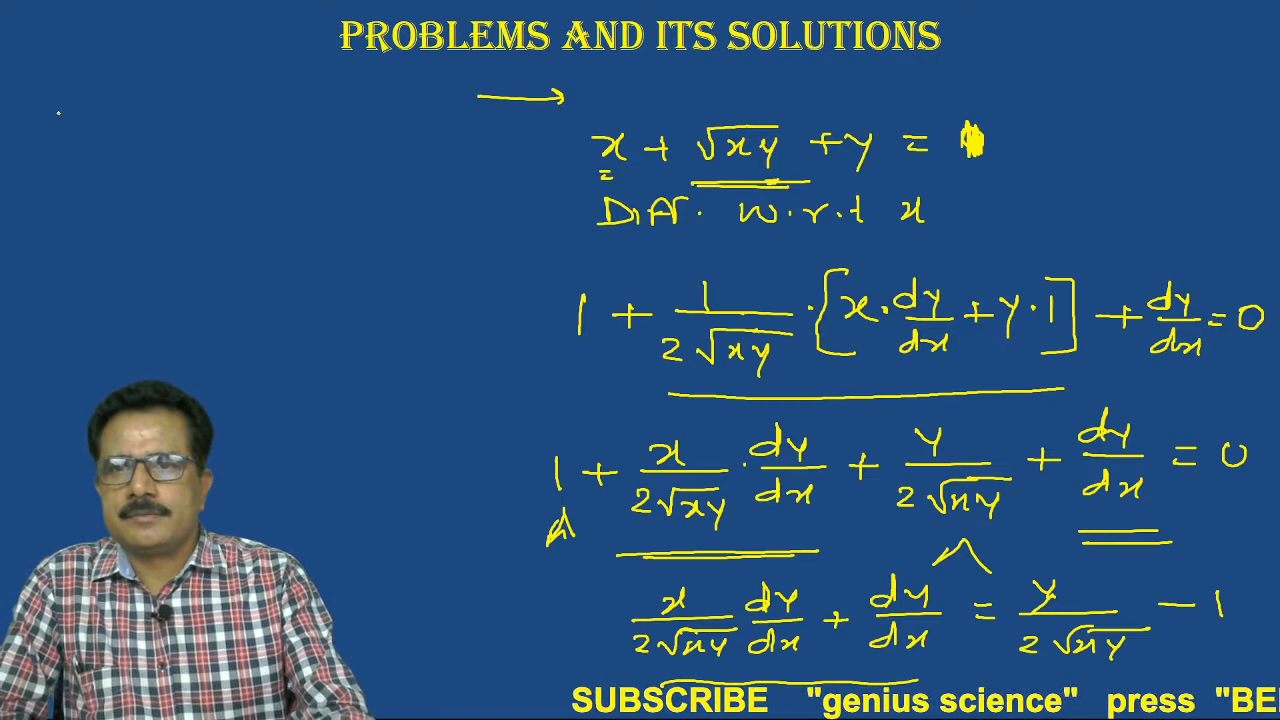 PROBLEMS AND ITS SOLUTIONS
→
x + √xy + y =
Diff. w.r.t x
1 + 1/2√xy · [x · dy/dx + y · 1] + dy/dx = 0
1 + x/2√xy · dy/dx + y/2√xy + dy/dx = 0
x/2√xy dy/dx + dy/dx = y/2√xy - 1
SUBSCRIBE "genius science" press "BE